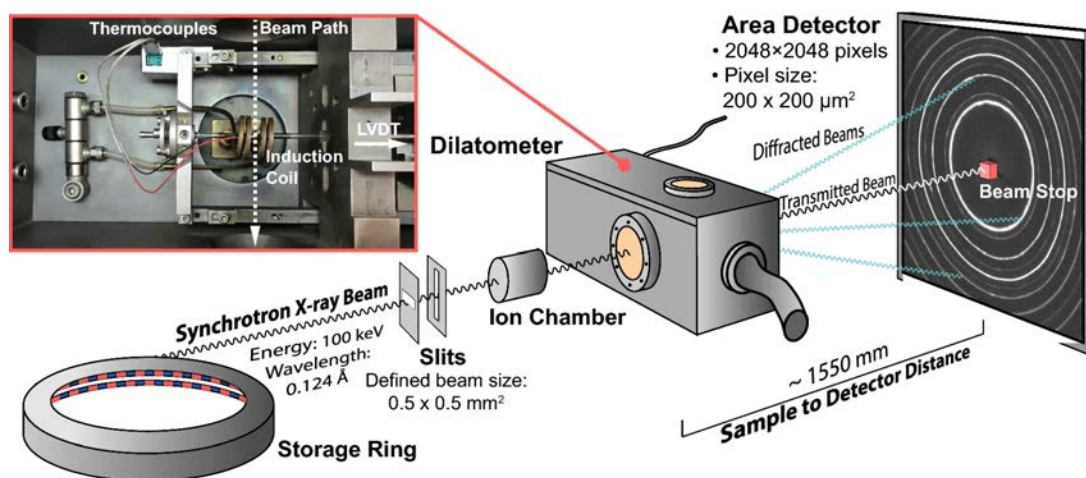 Thermocouples
Beam Path
LVDT
Induction
Coil
Area Detector
• 2048×2048 pixels
• Pixel size:
200 x 200 µm²
Dilatometer
Diffracted Beams
Transmitted Beam
Beam Stop
Synchrotron X-ray Beam
Energy: 100 keV
Wavelength:
0.124 Å
Slits
Defined beam size:
0.5 x 0.5 mm²
Ion Chamber
~ 1550 mm
Sample to Detector Distance
Storage Ring